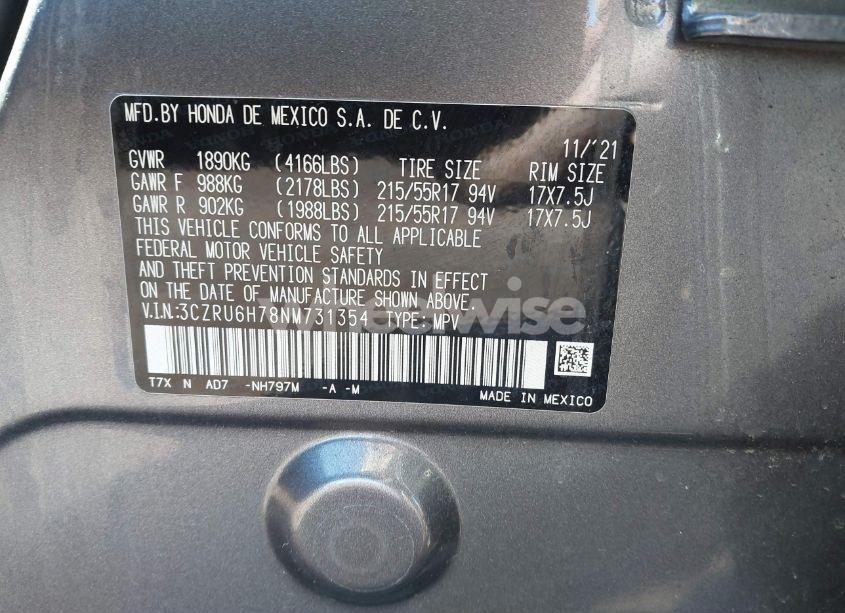 MFD.BY HONDA DE MEXICO S.A. DE C.V.
11/'21
GVWR 1890KG (4166LBS) TIRE SIZE RIM SIZE
GAWR F 988KG (2178LBS) 215/55R17 94V 17X7.5J
GAWR R 902KG (1988LBS) 215/55R17 94V 17X7.5J
THIS VEHICLE CONFORMS TO ALL APPLICABLE
FEDERAL MOTOR VEHICLE SAFETY
AND THEFT PREVENTION STANDARDS IN EFFECT
ON THE DATE OF MANUFACTURE SHOWN ABOVE.
V.I.N:3CZRU6H78NM731354 TYPE: MPV
T7X N AD7 -NH797M -A -M
MADE IN MEXICO